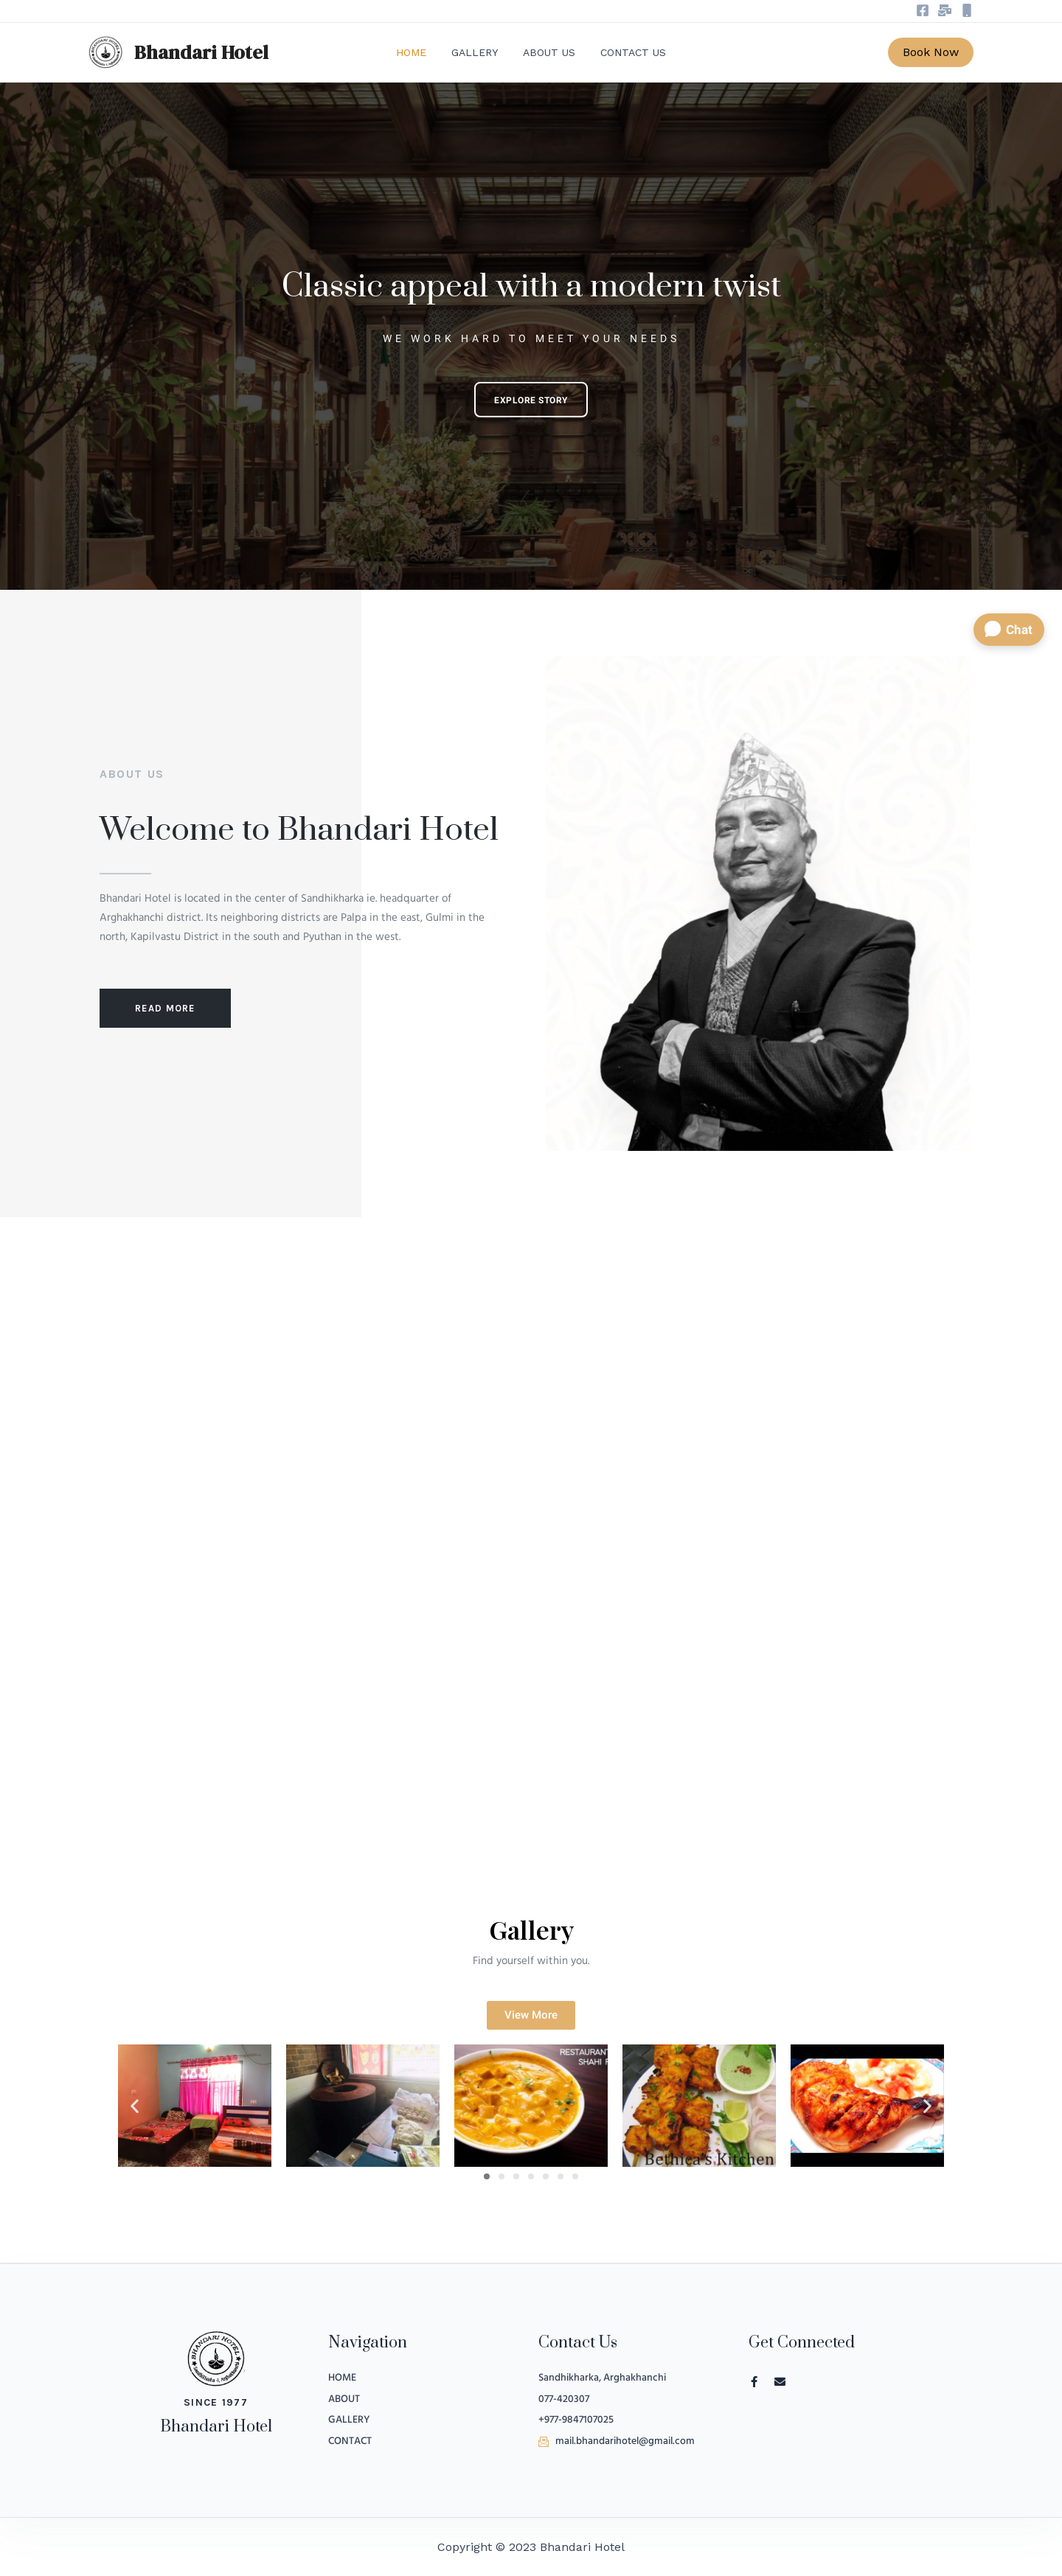 Bhandari Hotel
HOME
GALLERY
ABOUT US
CONTACT US
Book Now
Classic appeal with a modern twist
WE WORK HARD TO MEET YOUR NEEDS
EXPLORE STORY
Chat
ABOUT US
Welcome to Bhandari Hotel
Bhandari Hotel is located in the center of Sandhikharka ie. headquarter of
Arghakhanchi district. Its neighboring districts are Palpa in the east, Gulmi in the
north, Kapilvastu District in the south and Pyuthan in the west.
READ MORE
Gallery
Find yourself within you.
View More
RESTAURANT
SHAHI
Bethica's Kitchen
BHANDARI HOTEL
SINCE 1977
Bhandari Hotel
Navigation
HOME
ABOUT
GALLERY
CONTACT
Contact Us
Sandhikharka, Arghakhanchi
077-420307
+977-9847107025
mail.bhandarihotel@gmail.com
Get Connected
Copyright © 2023 Bhandari Hotel